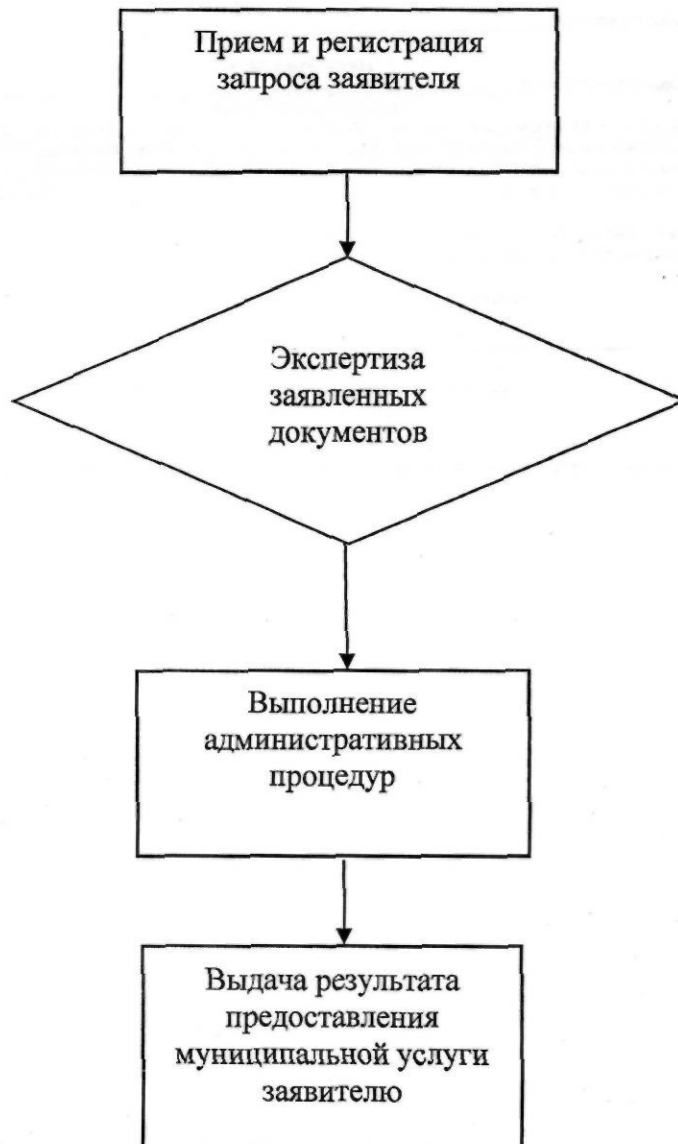 Прием и регистрация
запроса заявителя
Экспертиза
заявленных
документов
Выполнение
административных
процедур
Выдача результата
предоставления
муниципальной услуги
заявителю